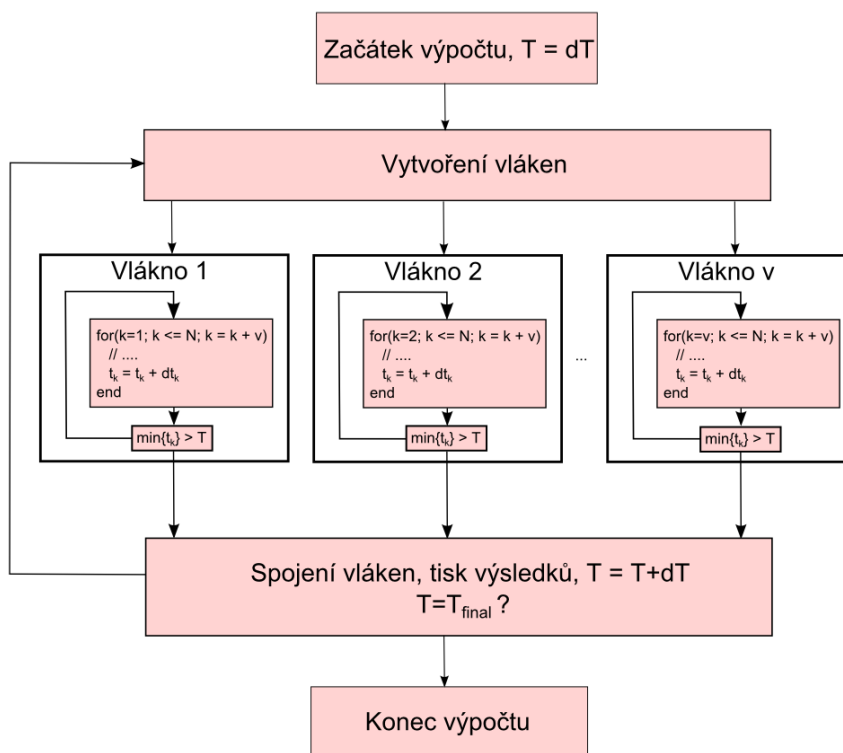 Začátek výpočtu, T = dT
Vytvoření vláken
Vlákno 1
for(k=1; k <= N; k = k + v)
// ....
tₖ = tₖ + dtₖ
end
min{tₖ} > T
Vlákno 2
for(k=2; k <= N; k = k + v)
// ....
tₖ = tₖ + dtₖ
end
min{tₖ} > T
...
Vlákno v
for(k=v; k <= N; k = k + v)
// ....
tₖ = tₖ + dtₖ
end
min{tₖ} > T
Spojení vláken, tisk výsledků, T = T+dT
T=T_final ?
Konec výpočtu